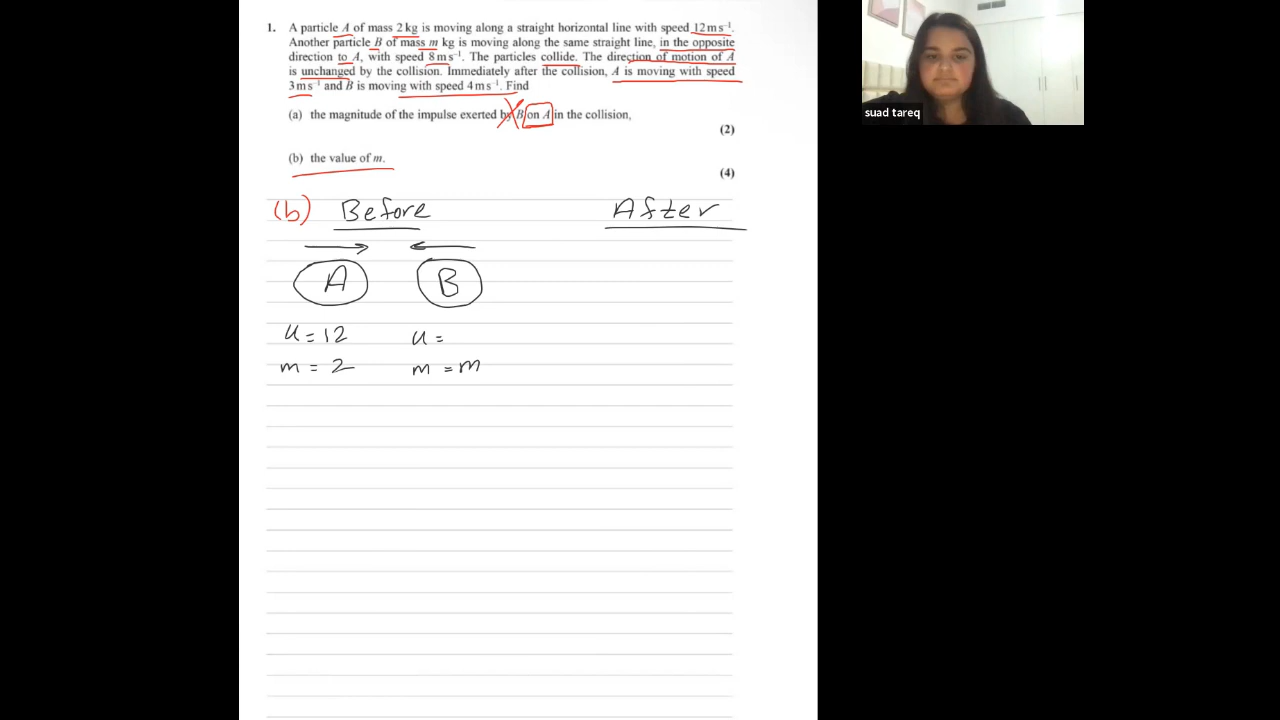 1. A particle A of mass 2 kg is moving along a straight horizontal line with speed 12 m s⁻¹.
Another particle B of mass m kg is moving along the same straight line, in the opposite
direction to A, with speed 8 m s⁻¹. The particles collide. The direction of motion of A
is unchanged by the collision. Immediately after the collision, A is moving with speed
3 m s⁻¹ and B is moving with speed 4 m s⁻¹. Find
(a) the magnitude of the impulse exerted by B on A in the collision,
(2)
(b) the value of m.
(4)
(b) Before After
A B
u = 12 u =
m = 2 m = m
suad tareq